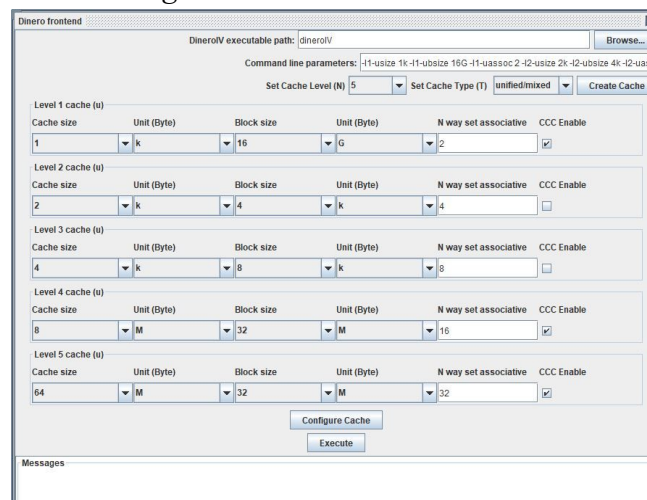 Dinero frontend
DineroIV executable path: dineroIV Browse...
Command line parameters: -l1-usize 1k -l1-ubsize 16G -l1-uassoc 2 -l2-usize 2k -l2-ubsize 4k -l2-uas
Set Cache Level (N) 5 Set Cache Type (T) unified/mixed Create Cache
Level 1 cache (u)
Cache size Unit (Byte) Block size Unit (Byte) N way set associative CCC Enable
1 k 16 G 2
Level 2 cache (u)
Cache size Unit (Byte) Block size Unit (Byte) N way set associative CCC Enable
2 k 4 k 4
Level 3 cache (u)
Cache size Unit (Byte) Block size Unit (Byte) N way set associative CCC Enable
4 k 8 k 8
Level 4 cache (u)
Cache size Unit (Byte) Block size Unit (Byte) N way set associative CCC Enable
8 M 32 M 16
Level 5 cache (u)
Cache size Unit (Byte) Block size Unit (Byte) N way set associative CCC Enable
64 M 32 M 32
Configure Cache
Execute
Messages